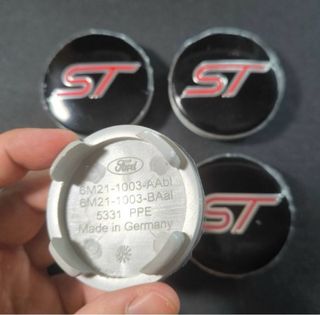 ST
ST
Ford
6M21-1003-AAbl
6M21-1003-BAal
5331 PPE
Made in Germany
ST